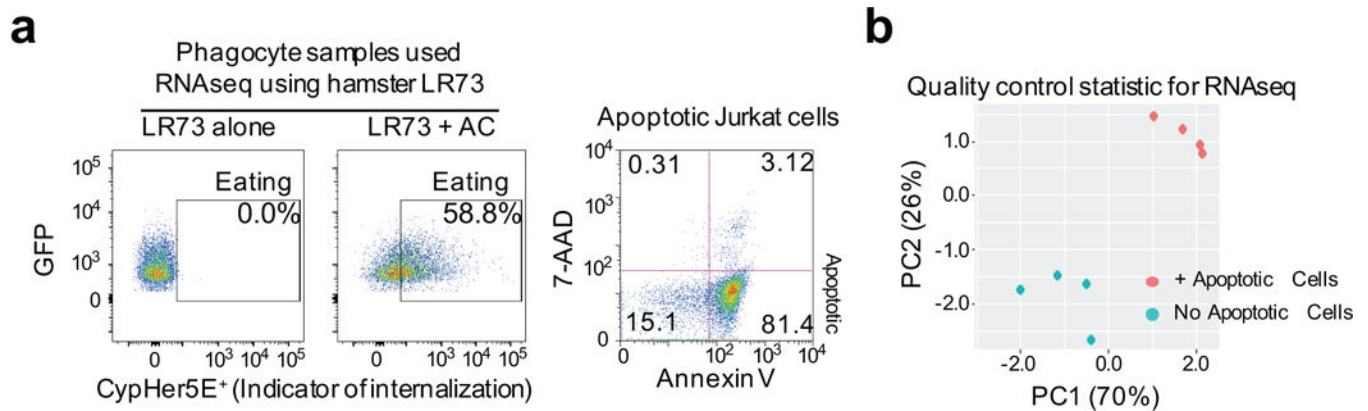 a
Phagocyte samples used
RNAseq using hamster LR73
LR73 alone
LR73 + AC
GFP
10⁵
10⁴
10³
0
Eating
0.0%
Eating
58.8%
0 10³ 10⁴ 10⁵
0 10³ 10⁴ 10⁵
CypHer5E⁺ (Indicator of internalization)
Apoptotic Jurkat cells
7-AAD
10⁴
10³
10²
0
0.31
3.12
15.1
81.4
Apoptotic
0 10² 10³ 10⁴
Annexin V
b
Quality control statistic for RNAseq
PC2 (26%)
1.0
0.0
-1.0
-2.0
+ Apoptotic Cells
No Apoptotic Cells
-2.0 0.0 2.0
PC1 (70%)